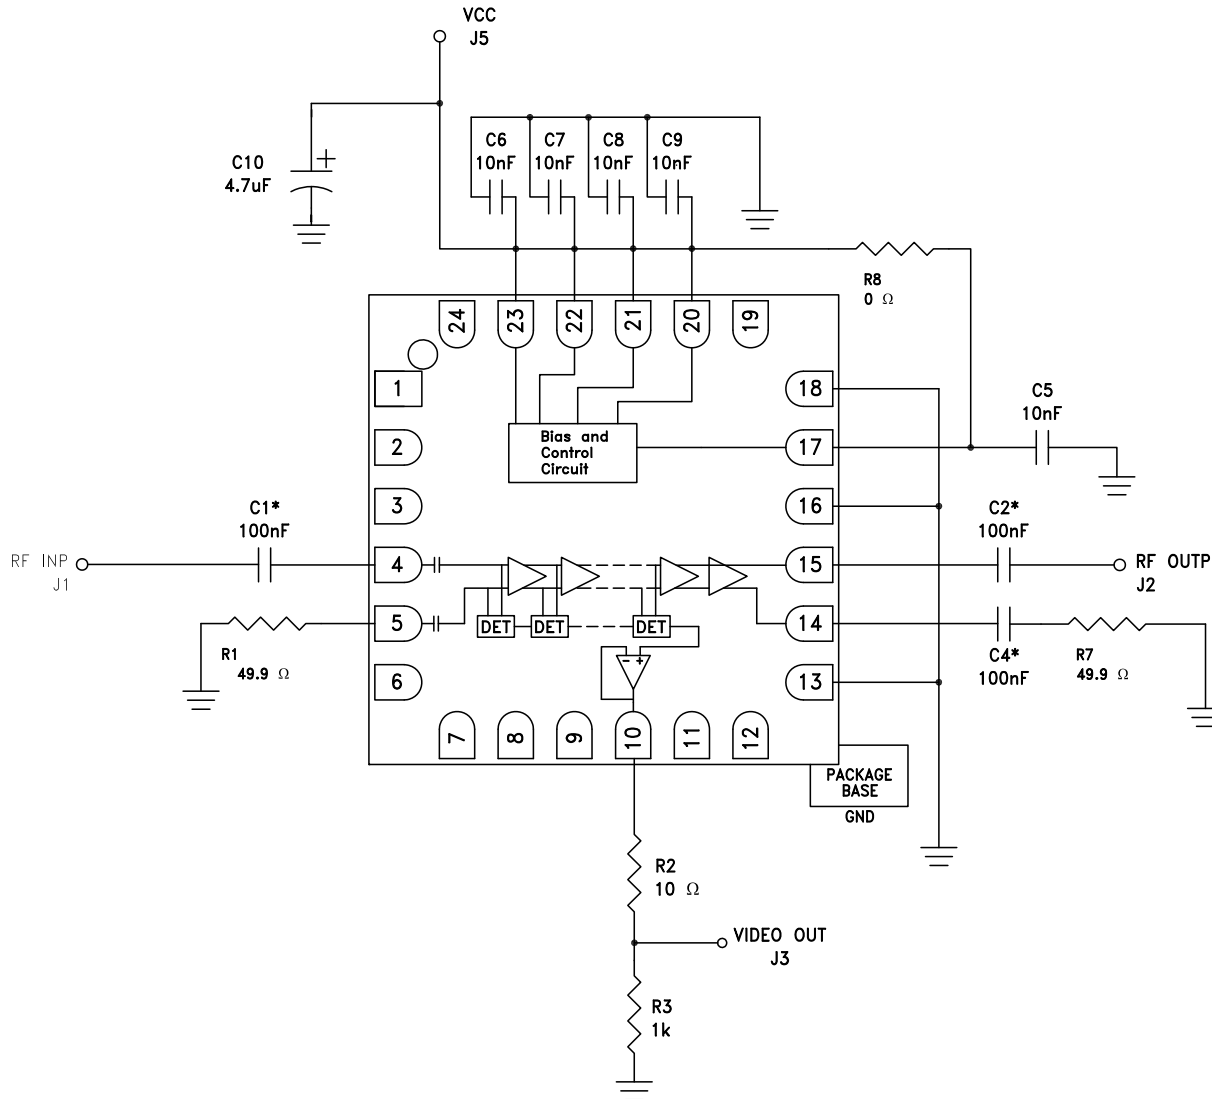 VCC
J5
C6
10nF
C7
10nF
C8
10nF
C9
10nF
C10
+
4.7uF
R8
0 Ω
24
23
22
21
20
19
1
2
3
4
5
6
18
17
16
15
14
13
7
8
9
10
11
12
Bias and
Control
Circuit
C5
10nF
C1*
100nF
RF INP
J1
C2*
100nF
RF OUTP
J2
DET
DET
DET
- +
R1
49.9 Ω
C4*
100nF
R7
49.9 Ω
PACKAGE
BASE
GND
R2
10 Ω
VIDEO OUT
J3
R3
1k